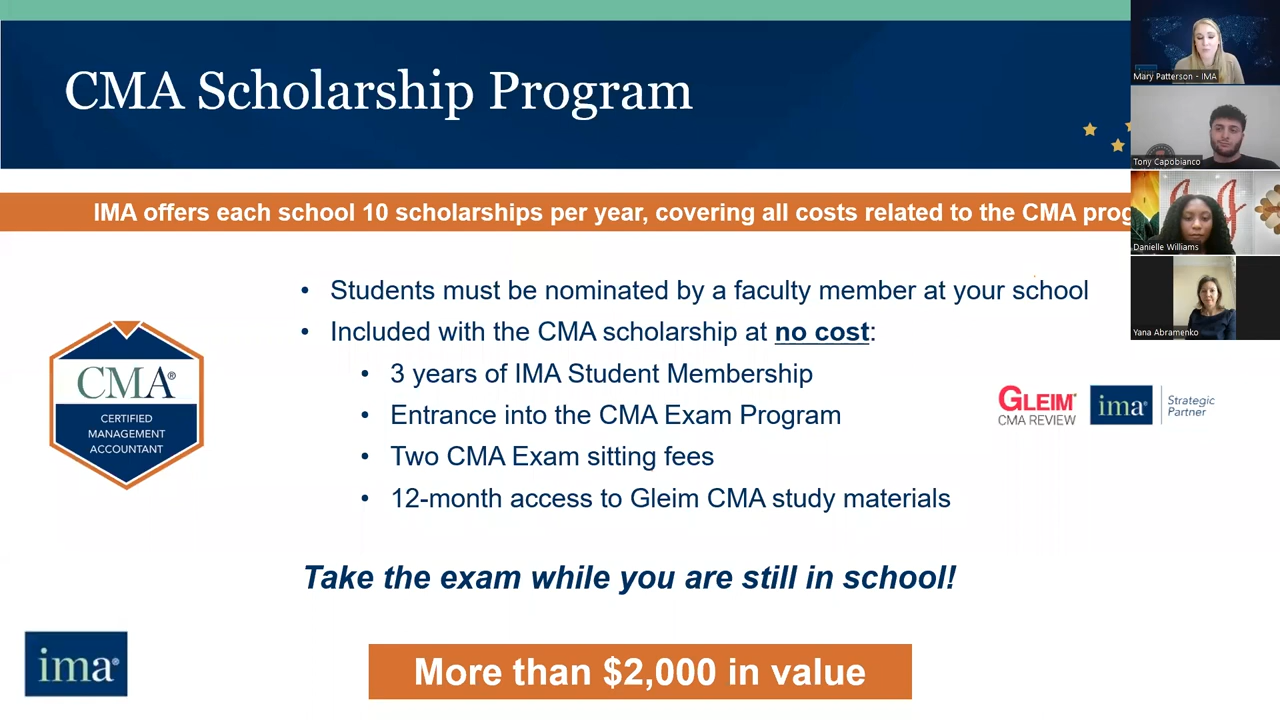 CMA Scholarship Program
IMA offers each school 10 scholarships per year, covering all costs related to the CMA prog
• Students must be nominated by a faculty member at your school
• Included with the CMA scholarship at no cost:
• 3 years of IMA Student Membership
• Entrance into the CMA Exam Program
• Two CMA Exam sitting fees
• 12-month access to Gleim CMA study materials
CMA®
CERTIFIED
MANAGEMENT
ACCOUNTANT
GLEIM®
CMA REVIEW
ima®
Strategic
Partner
Take the exam while you are still in school!
ima®
More than $2,000 in value
Mary Patterson - IMA
Tony Capobianco
Danielle Williams
Yana Abramenko